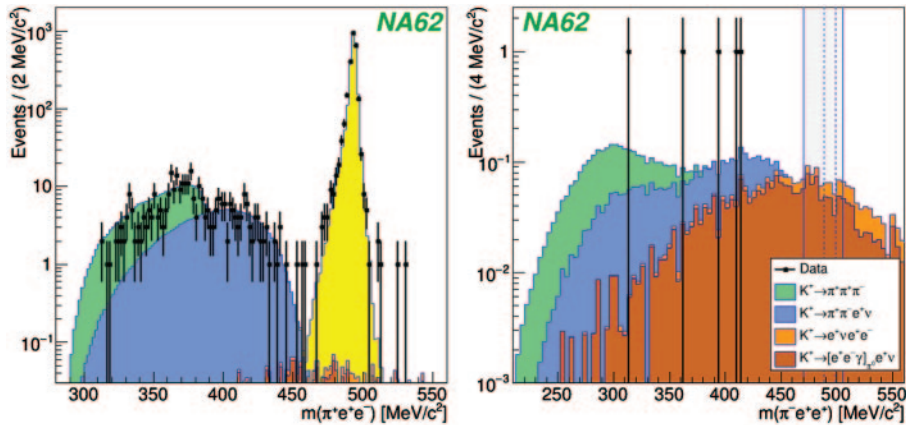 NA62
Events / (2 MeV/c²)
10³
10²
10
1
10⁻¹
300 350 400 450 500 550
m(π⁺e⁺e⁻) [MeV/c²]
NA62
Events / (4 MeV/c²)
1
10⁻¹
10⁻²
10⁻³
200 250 300 350 400 450 500 550
m(π⁻e⁺e⁺) [MeV/c²]
Data
K⁺→π⁺π⁺π⁻
K⁺→π⁺π⁻e⁺ν
K⁺→e⁺νe⁺e⁻
K⁺→[e⁺e⁻γ]π⁰e⁺ν